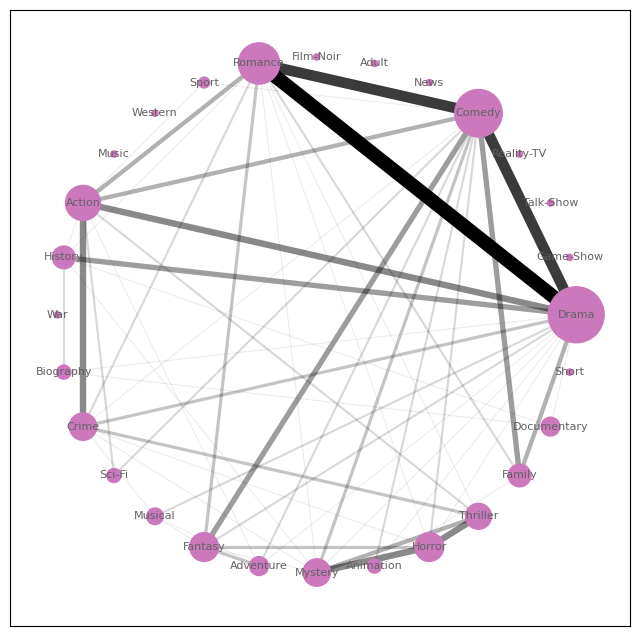 Film-Noir
Romance
Adult
Sport
News
Western
Comedy
Music
Reality-TV
Action
Talk-Show
History
Game-Show
War
Drama
Biography
Short
Crime
Documentary
Sci-Fi
Family
Musical
Thriller
Fantasy
Horror
Adventure
Animation
Mystery